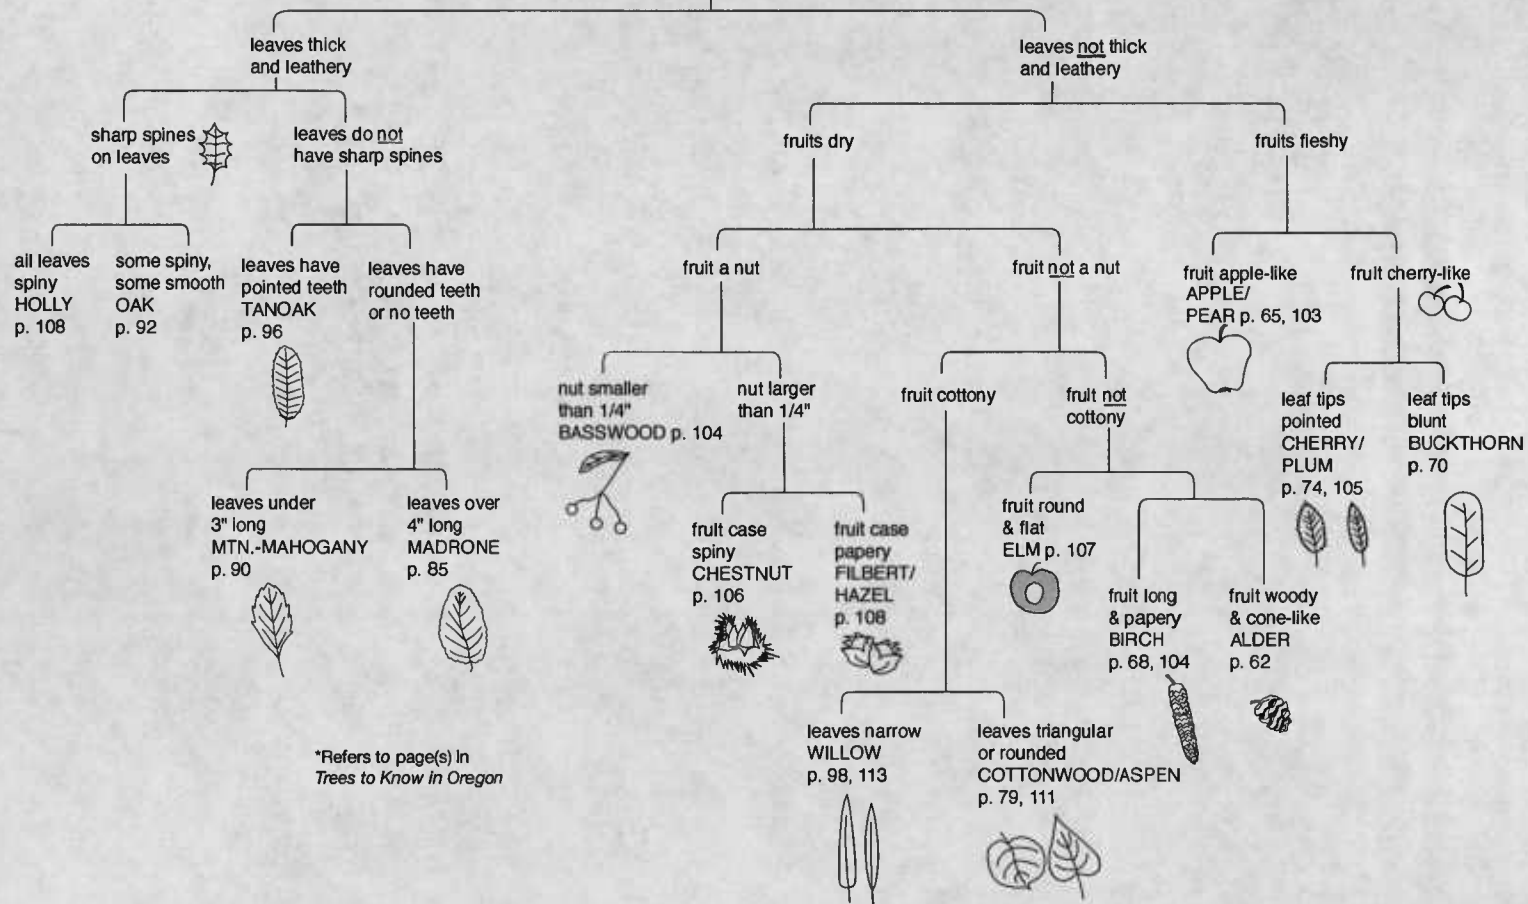 leaves thick
and leathery
leaves not thick
and leathery
sharp spines
on leaves
leaves do not
have sharp spines
fruits dry
fruits fleshy
all leaves
spiny
HOLLY
p. 108
some spiny,
some smooth
OAK
p. 92
leaves have
pointed teeth
TANOAK
p. 96
leaves have
rounded teeth
or no teeth
fruit a nut
fruit not a nut
fruit apple-like
APPLE/
PEAR p. 65, 103
fruit cherry-like
nut smaller
than 1/4"
BASSWOOD p. 104
nut larger
than 1/4"
fruit cottony
fruit not
cottony
leaf tips
pointed
CHERRY/
PLUM
p. 74, 105
leaf tips
blunt
BUCKTHORN
p. 70
leaves under
3" long
MTN.-MAHOGANY
p. 90
leaves over
4" long
MADRONE
p. 85
fruit case
spiny
CHESTNUT
p. 106
fruit case
papery
FILBERT/
HAZEL
p. 108
fruit round
& flat
ELM p. 107
fruit long
& papery
BIRCH
p. 68, 104
fruit woody
& cone-like
ALDER
p. 62
leaves narrow
WILLOW
p. 98, 113
leaves triangular
or rounded
COTTONWOOD/ASPEN
p. 79, 111
*Refers to page(s) in
Trees to Know in Oregon